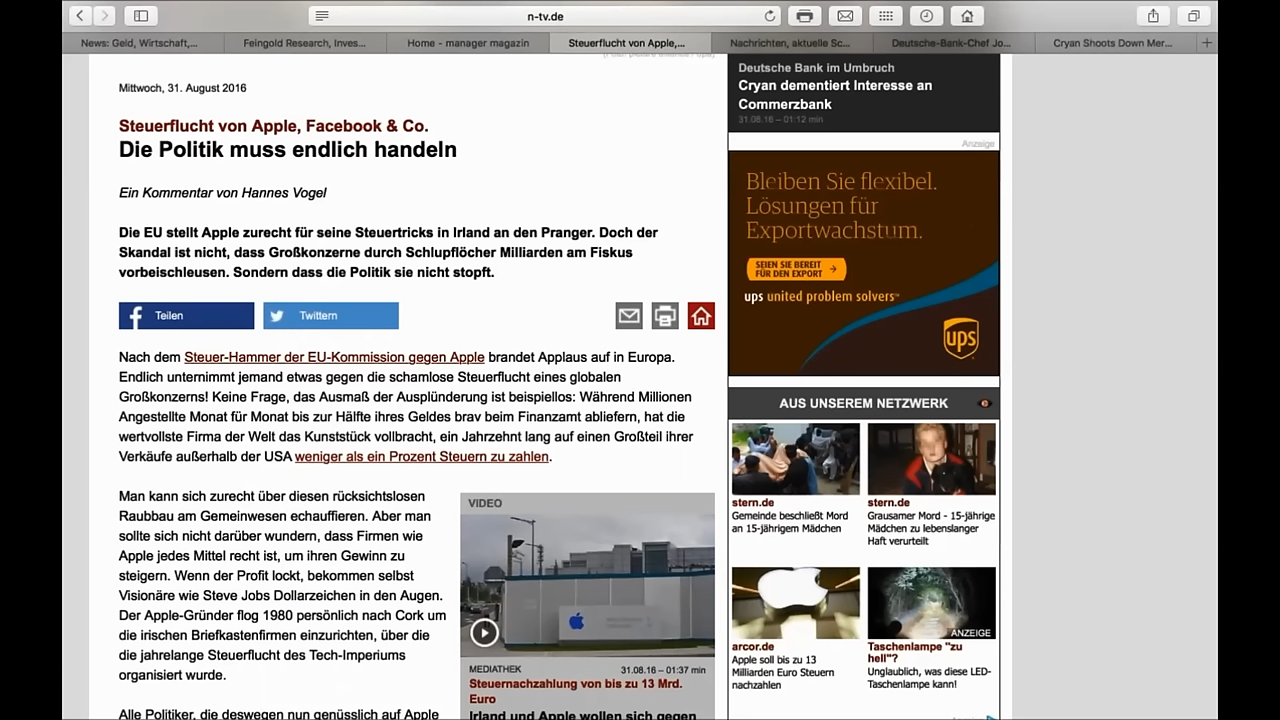 n-tv.de
News: Geld, Wirtschaft,...
Feingold Research, Inves...
Home - manager magazin
Steuerflucht von Apple,...
Nachrichten, aktuelle Sc...
Deutsche-Bank-Chef Jo...
Cryan Shoots Down Mer...
Mittwoch, 31. August 2016
Steuerflucht von Apple, Facebook & Co.
Die Politik muss endlich handeln
Ein Kommentar von Hannes Vogel
Die EU stellt Apple zurecht für seine Steuertricks in Irland an den Pranger. Doch der
Skandal ist nicht, dass Großkonzerne durch Schlupflöcher Milliarden am Fiskus
vorbeischleusen. Sondern dass die Politik sie nicht stopft.
Teilen
Twittern
Nach dem Steuer-Hammer der EU-Kommission gegen Apple brandet Applaus auf in Europa.
Endlich unternimmt jemand etwas gegen die schamlose Steuerflucht eines globalen
Großkonzerns! Keine Frage, das Ausmaß der Ausplünderung ist beispiellos: Während Millionen
Angestellte Monat für Monat bis zur Hälfte ihres Geldes brav beim Finanzamt abliefern, hat die
wertvollste Firma der Welt das Kunststück vollbracht, ein Jahrzehnt lang auf einen Großteil ihrer
Verkäufe außerhalb der USA weniger als ein Prozent Steuern zu zahlen.
Man kann sich zurecht über diesen rücksichtslosen
Raubbau am Gemeinwesen echauffieren. Aber man
sollte sich nicht darüber wundern, dass Firmen wie
Apple jedes Mittel recht ist, um ihren Gewinn zu
steigern. Wenn der Profit lockt, bekommen selbst
Visionäre wie Steve Jobs Dollarzeichen in den Augen.
Der Apple-Gründer flog 1980 persönlich nach Cork um
die irischen Briefkastenfirmen einzurichten, über die
die jahrelange Steuerflucht des Tech-Imperiums
organisiert wurde.
Alle Politiker, die deswegen nun genüsslich auf Apple
VIDEO
MEDIATHEK
31.08.16 – 01:37 min
Steuernachzahlung von bis zu 13 Mrd.
Euro
Irland und Apple wollen sich gegen
Deutsche Bank im Umbruch
Cryan dementiert Interesse an
Commerzbank
31.08.16 – 01:12 min
Anzeige
Bleiben Sie flexibel.
Lösungen für
Exportwachstum.
SEIEN SIE BEREIT
FÜR DEN EXPORT
ups united problem solvers™
ups
AUS UNSEREM NETZWERK
stern.de
Gemeinde beschließt Mord
an 15-jährigem Mädchen
stern.de
Grausamer Mord - 15-jährige
Mädchen zu lebenslanger
Haft verurteilt
arcor.de
Apple soll bis zu 13
Milliarden Euro Steuern
nachzahlen
ANZEIGE
Taschenlampe "zu
hell"?
Unglaublich, was diese LED-
Taschenlampe kann!